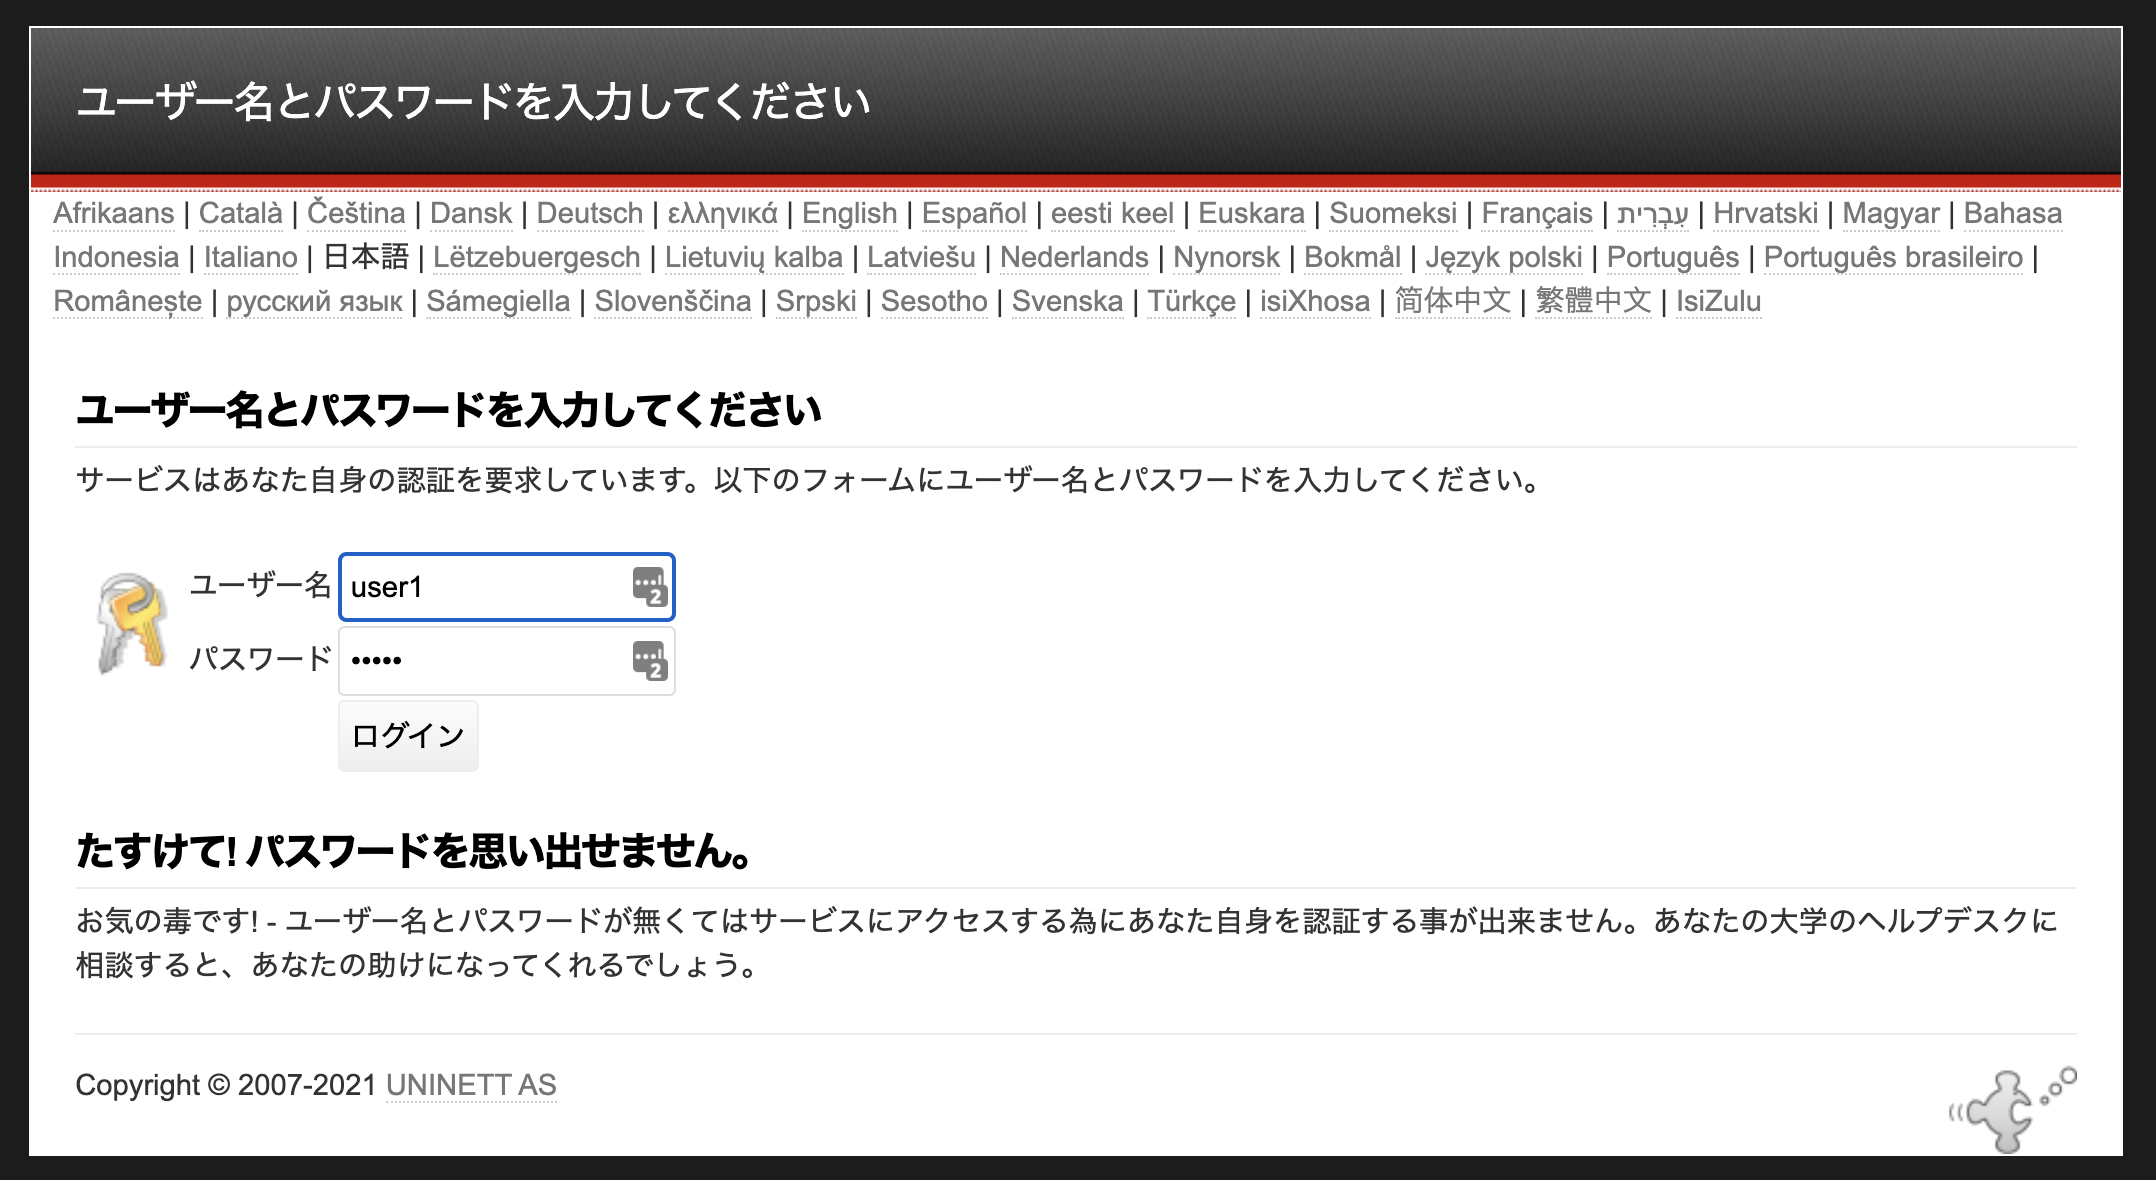 ユーザー名とパスワードを入力してください
Afrikaans | Català | Čeština | Dansk | Deutsch | ελληνικά | English | Español | eesti keel | Euskara | Suomeksi | Français | עִבְרִית | Hrvatski | Magyar | Bahasa
Indonesia | Italiano | 日本語 | Lëtzebuergesch | Lietuvių kalba | Latviešu | Nederlands | Nynorsk | Bokmål | Język polski | Português | Português brasileiro |
Românește | русский язык | Sámegiella | Slovenščina | Srpski | Sesotho | Svenska | Türkçe | isiXhosa | 简体中文 | 繁體中文 | IsiZulu
ユーザー名とパスワードを入力してください
サービスはあなた自身の認証を要求しています。以下のフォームにユーザー名とパスワードを入力してください。
ユーザー名 user1 2
パスワード ••••• 2
ログイン
たすけて! パスワードを思い出せません。
お気の毒です! - ユーザー名とパスワードが無くてはサービスにアクセスする為にあなた自身を認証する事が出来ません。あなたの大学のヘルプデスクに
相談すると、あなたの助けになってくれるでしょう。
Copyright © 2007-2021 UNINETT AS